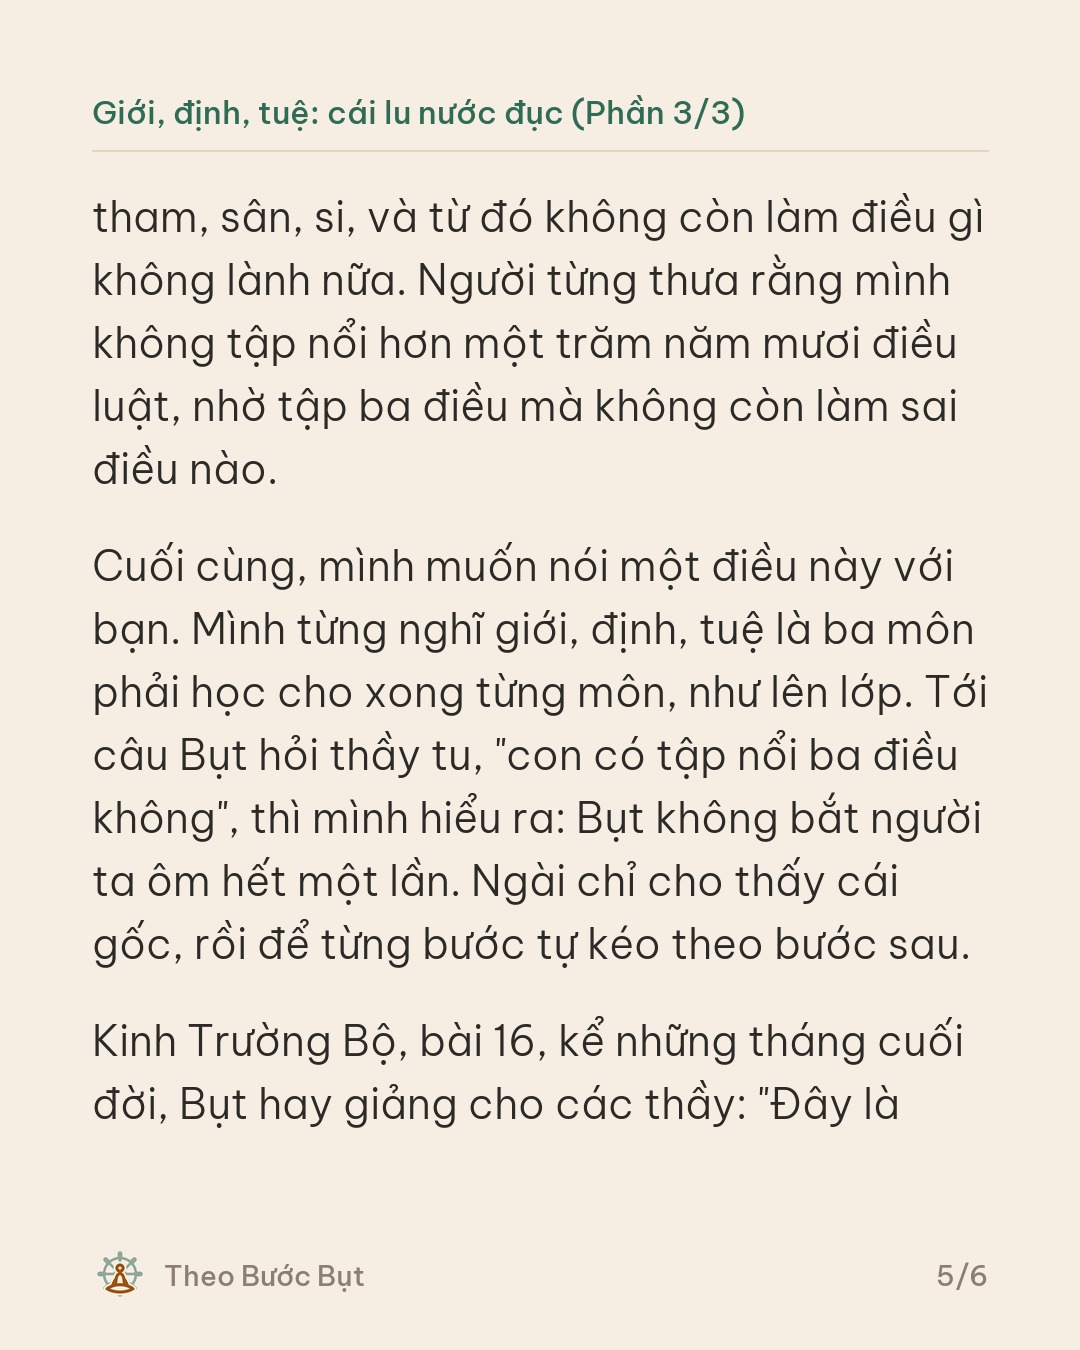 Giới, định, tuệ: cái lu nước đục (Phần 3/3)
tham, sân, si, và từ đó không còn làm điều gì
không lành nữa. Người từng thưa rằng mình
không tập nổi hơn một trăm năm mươi điều
luật, nhờ tập ba điều mà không còn làm sai
điều nào.
Cuối cùng, mình muốn nói một điều này với
bạn. Mình từng nghĩ giới, định, tuệ là ba môn
phải học cho xong từng môn, như lên lớp. Tới
câu Bụt hỏi thầy tu, "con có tập nổi ba điều
không", thì mình hiểu ra: Bụt không bắt người
ta ôm hết một lần. Ngài chỉ cho thấy cái
gốc, rồi để từng bước tự kéo theo bước sau.
Kinh Trường Bộ, bài 16, kể những tháng cuối
đời, Bụt hay giảng cho các thầy: "Đây là
Theo Bước Bụt
5/6